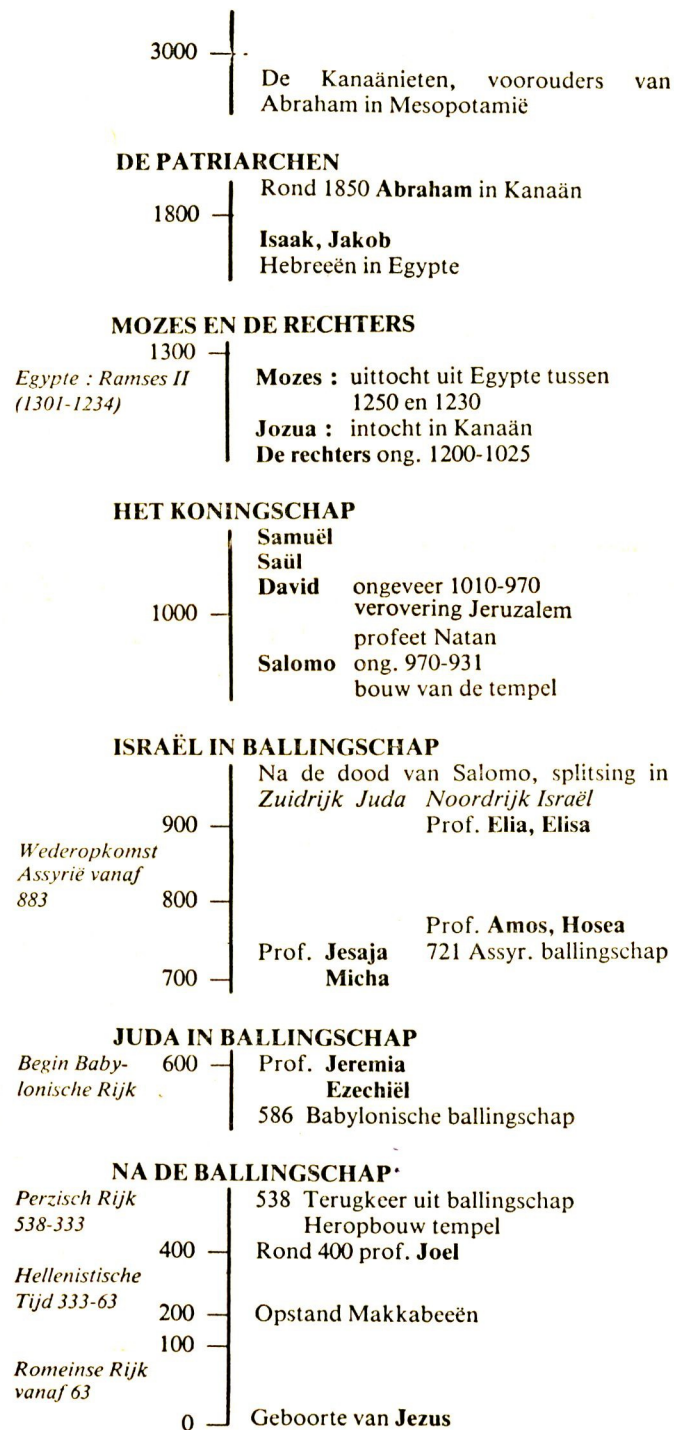 3000
De Kanaänieten, voorouders van
Abraham in Mesopotamië
DE PATRIARCHEN
Rond 1850 Abraham in Kanaän
1800
Isaak, Jakob
Hebreeën in Egypte
MOZES EN DE RECHTERS
1300
Egypte : Ramses II
(1301-1234)
Mozes : uittocht uit Egypte tussen
1250 en 1230
Jozua : intocht in Kanaän
De rechters ong. 1200-1025
HET KONINGSCHAP
Samuël
Saül
David ongeveer 1010-970
1000 verovering Jeruzalem
profeet Natan
Salomo ong. 970-931
bouw van de tempel
ISRAËL IN BALLINGSCHAP
Na de dood van Salomo, splitsing in
Zuidrijk Juda Noordrijk Israël
900 Prof. Elia, Elisa
Wederopkomst
Assyrië vanaf
883 800
Prof. Amos, Hosea
Prof. Jesaja 721 Assyr. ballingschap
700 Micha
JUDA IN BALLINGSCHAP
Begin Baby- 600 Prof. Jeremia
lonische Rijk Ezechiël
586 Babylonische ballingschap
NA DE BALLINGSCHAP
Perzisch Rijk 538 Terugkeer uit ballingschap
538-333 Heropbouw tempel
400 Rond 400 prof. Joel
Hellenistische
Tijd 333-63 200 Opstand Makkabeeën
100
Romeinse Rijk
vanaf 63
0 Geboorte van Jezus